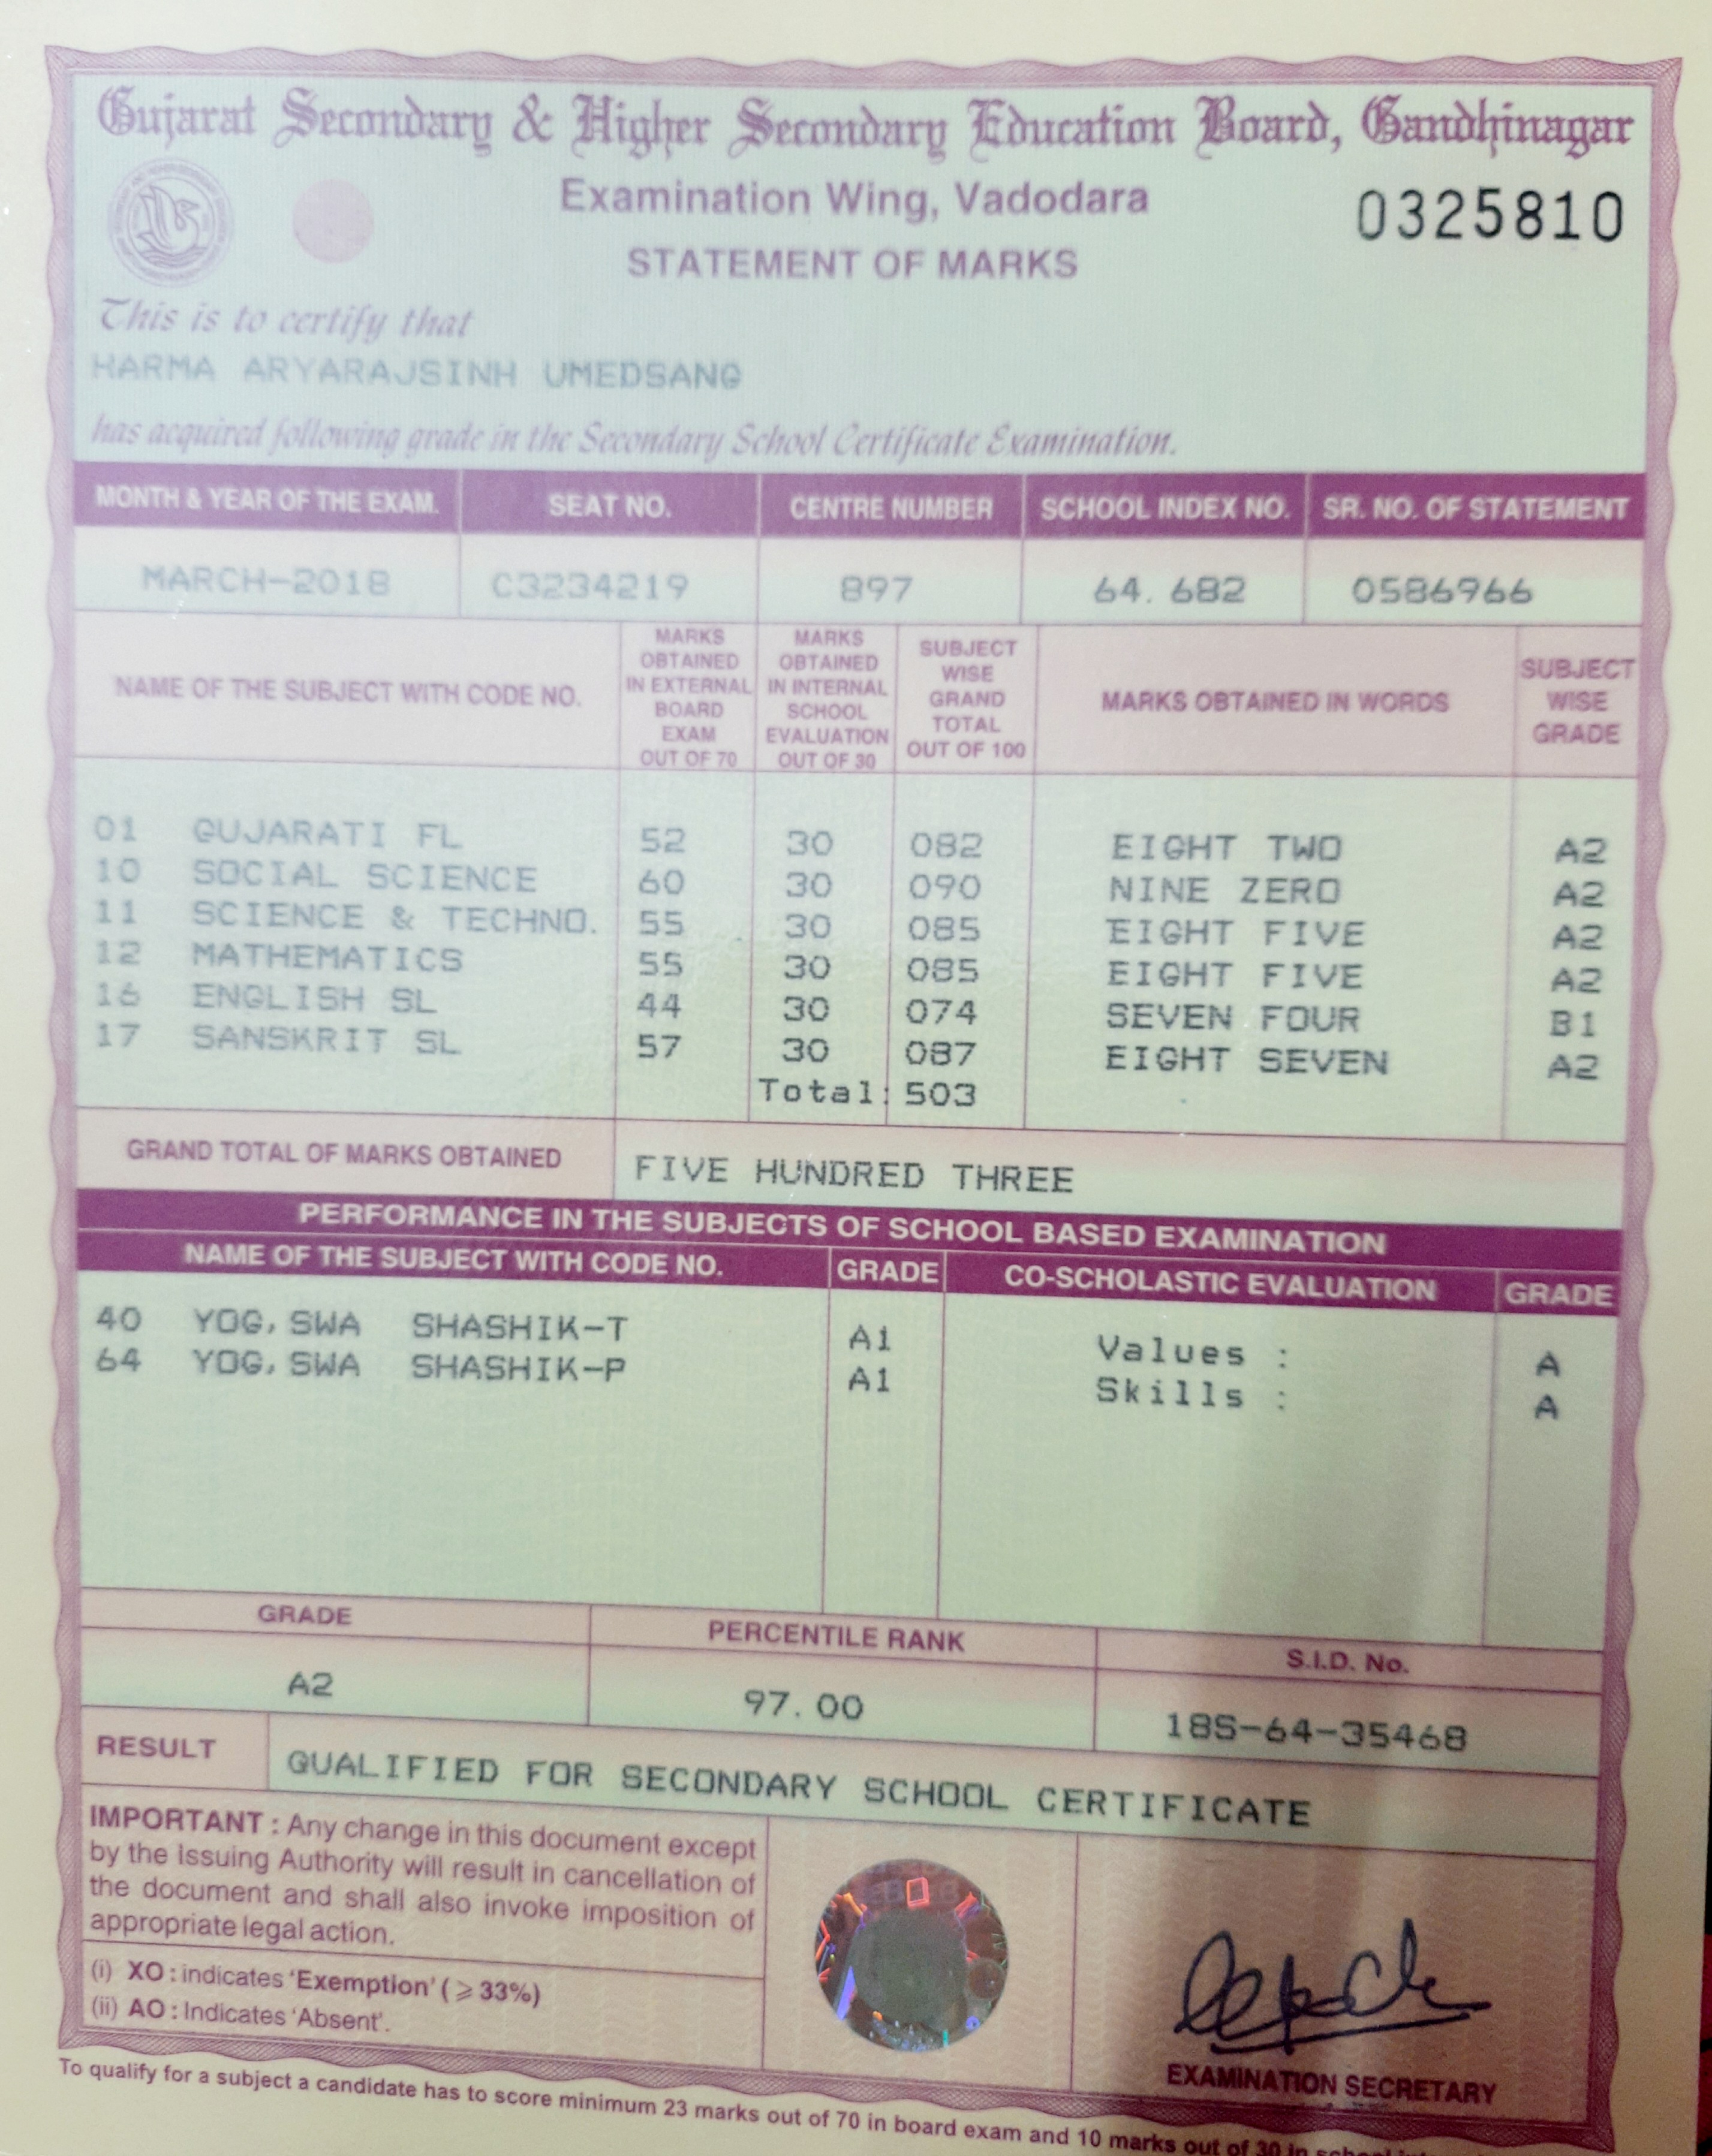 Gujarat Secondary & Higher Secondary Education Board, Gandhinagar
Examination Wing, Vadodara
0325810
STATEMENT OF MARKS
This is to certify that
HARMA ARYARAJSINH UMEDSANG
has acquired following grade in the Secondary School Certificate Examination.
MONTH & YEAR OF THE EXAM. SEAT NO. CENTRE NUMBER SCHOOL INDEX NO. SR. NO. OF STATEMENT
MARCH-2018 C3234219 897 64. 682 0586966
NAME OF THE SUBJECT WITH CODE NO. MARKS OBTAINED IN EXTERNAL BOARD EXAM OUT OF 70 MARKS OBTAINED IN INTERNAL SCHOOL EVALUATION OUT OF 30 SUBJECT WISE GRAND TOTAL OUT OF 100 MARKS OBTAINED IN WORDS SUBJECT WISE GRADE
01 GUJARATI FL 52 30 082 EIGHT TWO A2
10 SOCIAL SCIENCE 60 30 090 NINE ZERO A2
11 SCIENCE & TECHNO. 55 30 085 EIGHT FIVE A2
12 MATHEMATICS 55 30 085 EIGHT FIVE A2
16 ENGLISH SL 44 30 074 SEVEN FOUR B1
17 SANSKRIT SL 57 30 087 EIGHT SEVEN A2
Total: 503
GRAND TOTAL OF MARKS OBTAINED FIVE HUNDRED THREE
PERFORMANCE IN THE SUBJECTS OF SCHOOL BASED EXAMINATION
NAME OF THE SUBJECT WITH CODE NO. GRADE CO-SCHOLASTIC EVALUATION GRADE
40 YOG, SWA SHASHIK-T A1 Values : A
64 YOG, SWA SHASHIK-P A1 Skills : A
GRADE PERCENTILE RANK S.I.D. No.
A2 97. 00 18S-64-35468
RESULT QUALIFIED FOR SECONDARY SCHOOL CERTIFICATE
IMPORTANT : Any change in this document except
by the Issuing Authority will result in cancellation of
the document and shall also invoke imposition of
appropriate legal action.
(i) XO : indicates 'Exemption' (⩾ 33%)
(ii) AO : Indicates 'Absent'.
EXAMINATION SECRETARY
To qualify for a subject a candidate has to score minimum 23 marks out of 70 in board exam and 10 marks out of 30 in